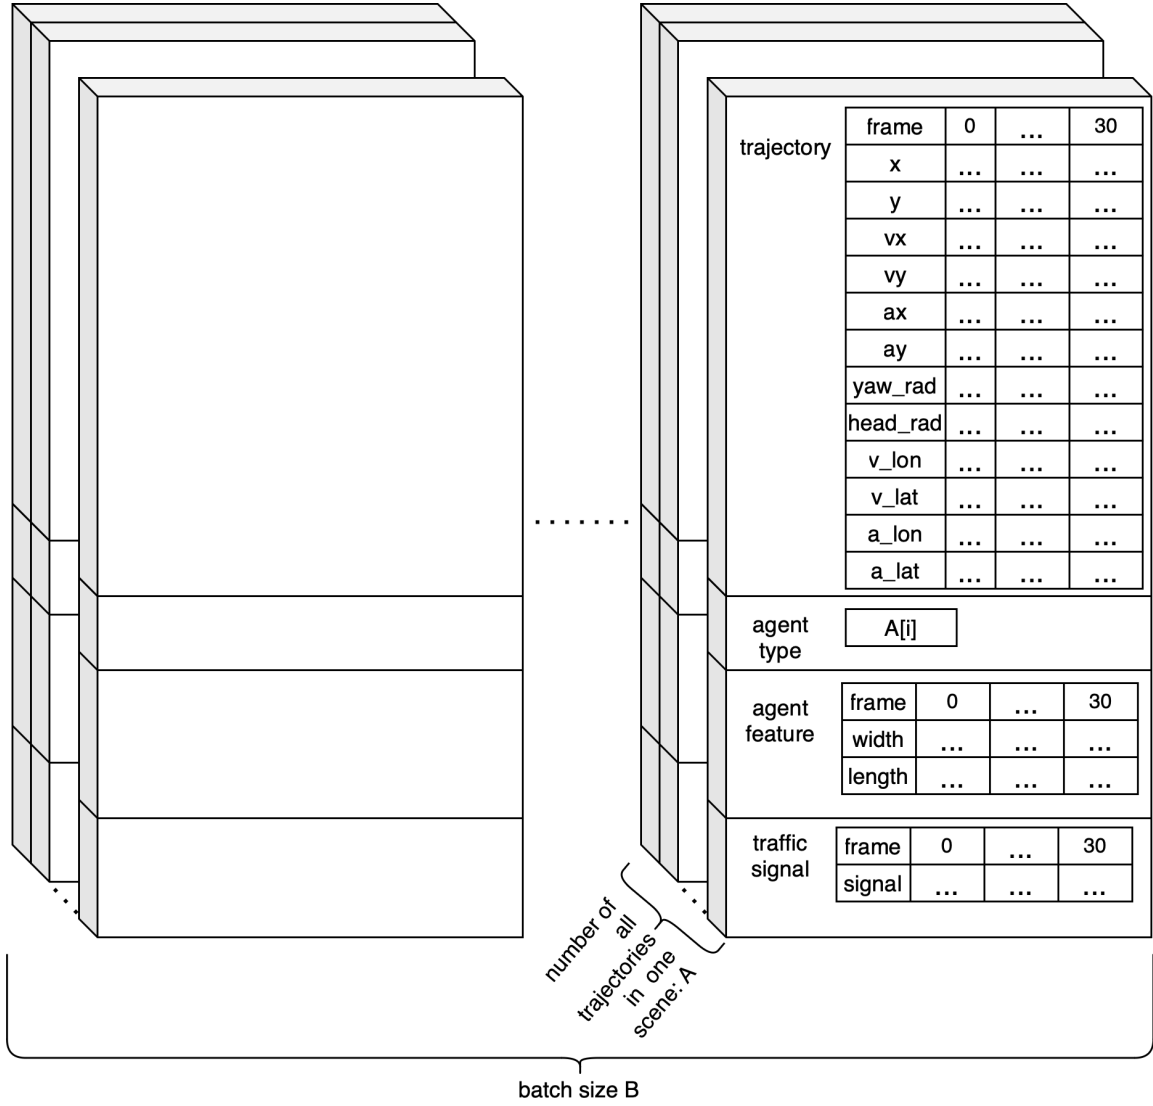 trajectory
frame 0 ... 30
x ... ... ...
y ... ... ...
vx ... ... ...
vy ... ... ...
ax ... ... ...
ay ... ... ...
yaw_rad ... ... ...
head_rad ... ... ...
v_lon ... ... ...
v_lat ... ... ...
a_lon ... ... ...
a_lat ... ... ...
agent
type
A[i]
agent
feature
frame 0 ... 30
width ... ... ...
length ... ... ...
traffic
signal
frame 0 ... 30
signal ... ... ...
number of
all
trajectories
in one
scene: A
batch size B